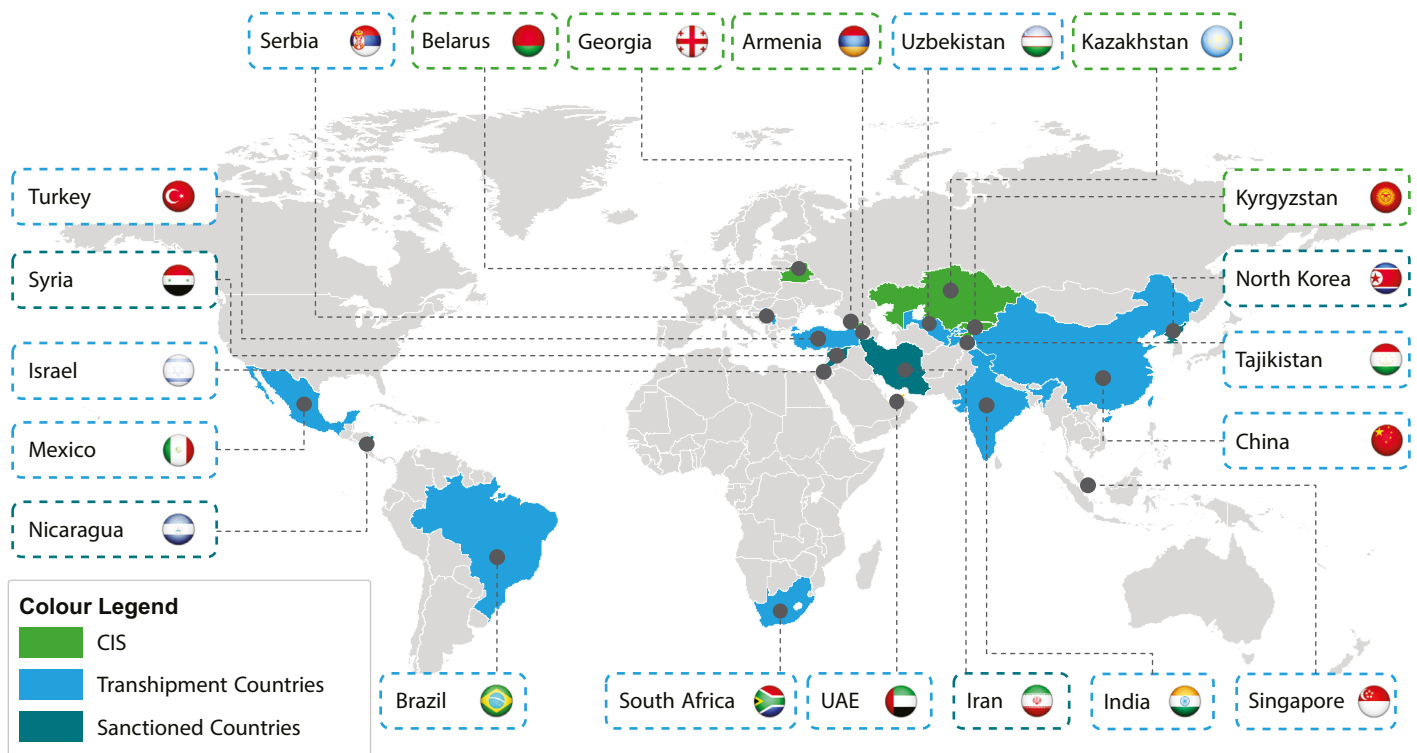 Serbia
Belarus
Georgia
Armenia
Uzbekistan
Kazakhstan
Turkey
Kyrgyzstan
Syria
North Korea
Israel
Tajikistan
Mexico
China
Nicaragua
Colour Legend
CIS
Transhipment Countries
Sanctioned Countries
Brazil
South Africa
UAE
Iran
India
Singapore